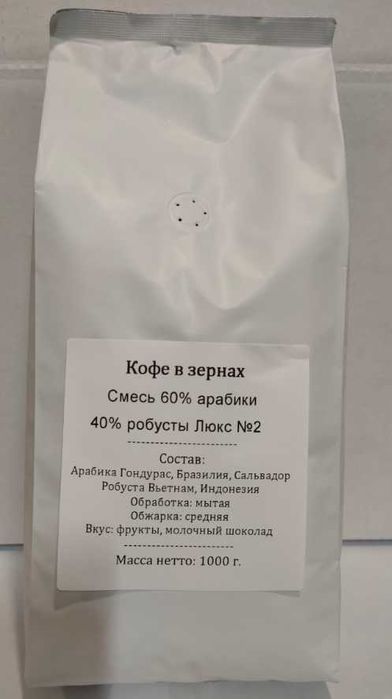 Кофе в зернах
Смесь 60% арабики
40% робусты Люкс №2
----------------------
Состав:
Арабика Гондурас, Бразилия, Сальвадор
Робуста Вьетнам, Индонезия
Обработка: мытая
Обжарка: средняя
Вкус: фрукты, молочный шоколад
----------------------
Масса нетто: 1000 г.